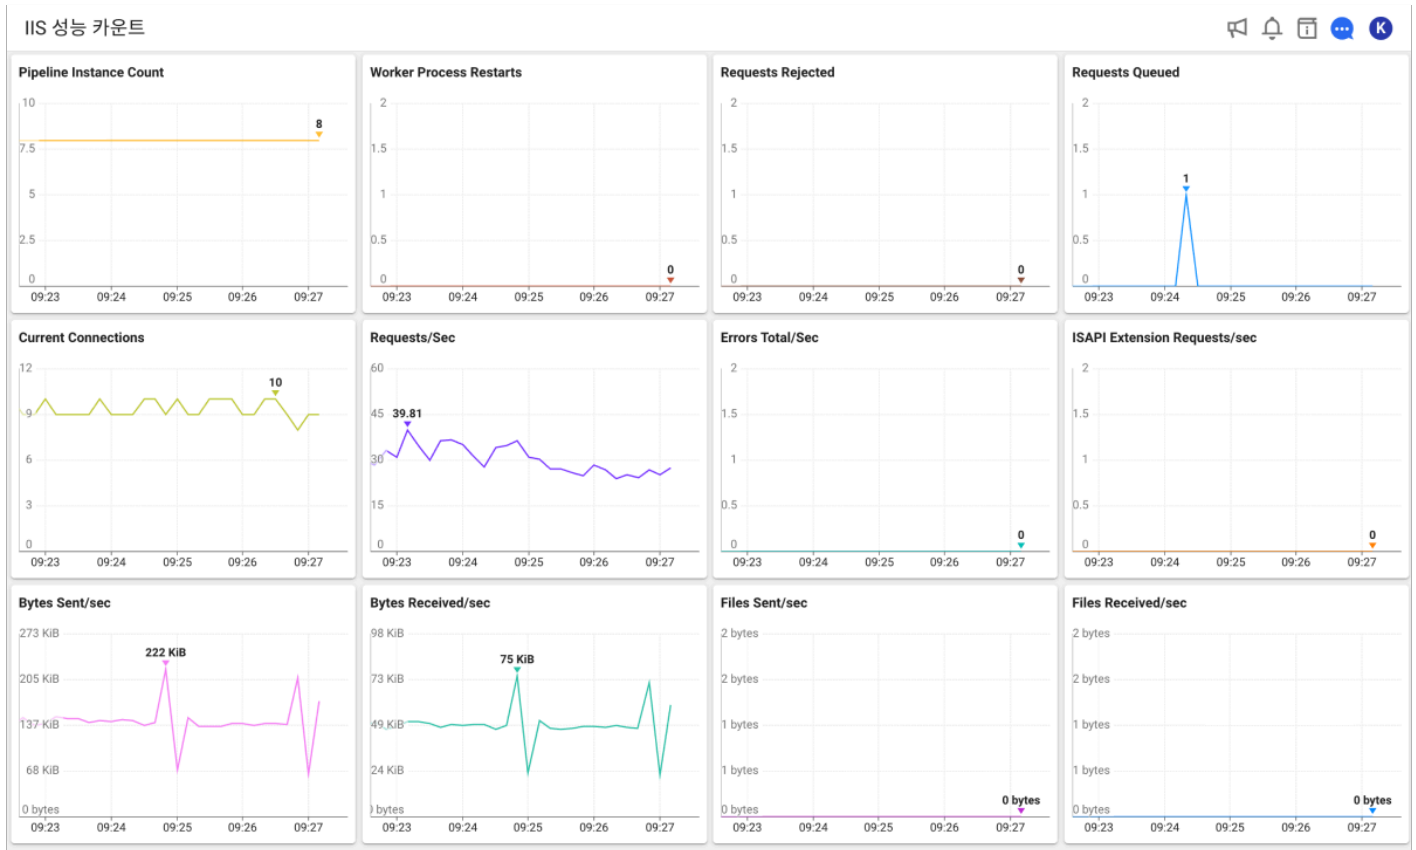 IIS 성능 카운트
K
Pipeline Instance Count
10
7.5
5
2.5
0
8
09:23 09:24 09:25 09:26 09:27
Worker Process Restarts
2
1.5
1
0.5
0
0
09:23 09:24 09:25 09:26 09:27
Requests Rejected
2
1.5
1
0.5
0
0
09:23 09:24 09:25 09:26 09:27
Requests Queued
2
1.5
1
0.5
0
1
09:23 09:24 09:25 09:26 09:27
Current Connections
12
9
6
3
0
10
09:23 09:24 09:25 09:26 09:27
Requests/Sec
60
45
30
15
0
39.81
09:23 09:24 09:25 09:26 09:27
Errors Total/Sec
2
1.5
1
0.5
0
0
09:23 09:24 09:25 09:26 09:27
ISAPI Extension Requests/sec
2
1.5
1
0.5
0
0
09:23 09:24 09:25 09:26 09:27
Bytes Sent/sec
273 KiB
205 KiB
137 KiB
68 KiB
0 bytes
222 KiB
09:23 09:24 09:25 09:26 09:27
Bytes Received/sec
98 KiB
73 KiB
49 KiB
24 KiB
0 bytes
75 KiB
09:23 09:24 09:25 09:26 09:27
Files Sent/sec
2 bytes
2 bytes
1 bytes
1 bytes
0 bytes
0 bytes
09:23 09:24 09:25 09:26 09:27
Files Received/sec
2 bytes
2 bytes
1 bytes
1 bytes
0 bytes
0 bytes
09:23 09:24 09:25 09:26 09:27